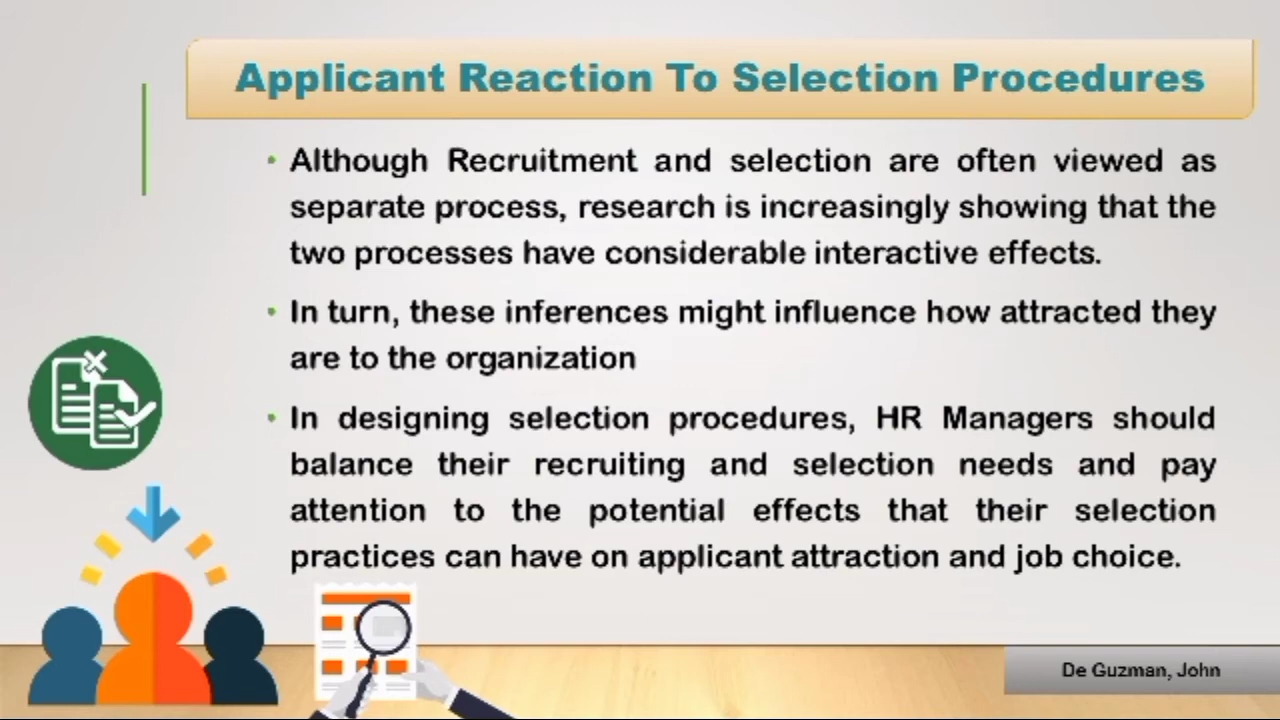 Applicant Reaction To Selection Procedures
• Although Recruitment and selection are often viewed as
separate process, research is increasingly showing that the
two processes have considerable interactive effects.
• In turn, these inferences might influence how attracted they
are to the organization
• In designing selection procedures, HR Managers should
balance their recruiting and selection needs and pay
attention to the potential effects that their selection
practices can have on applicant attraction and job choice.
De Guzman, John